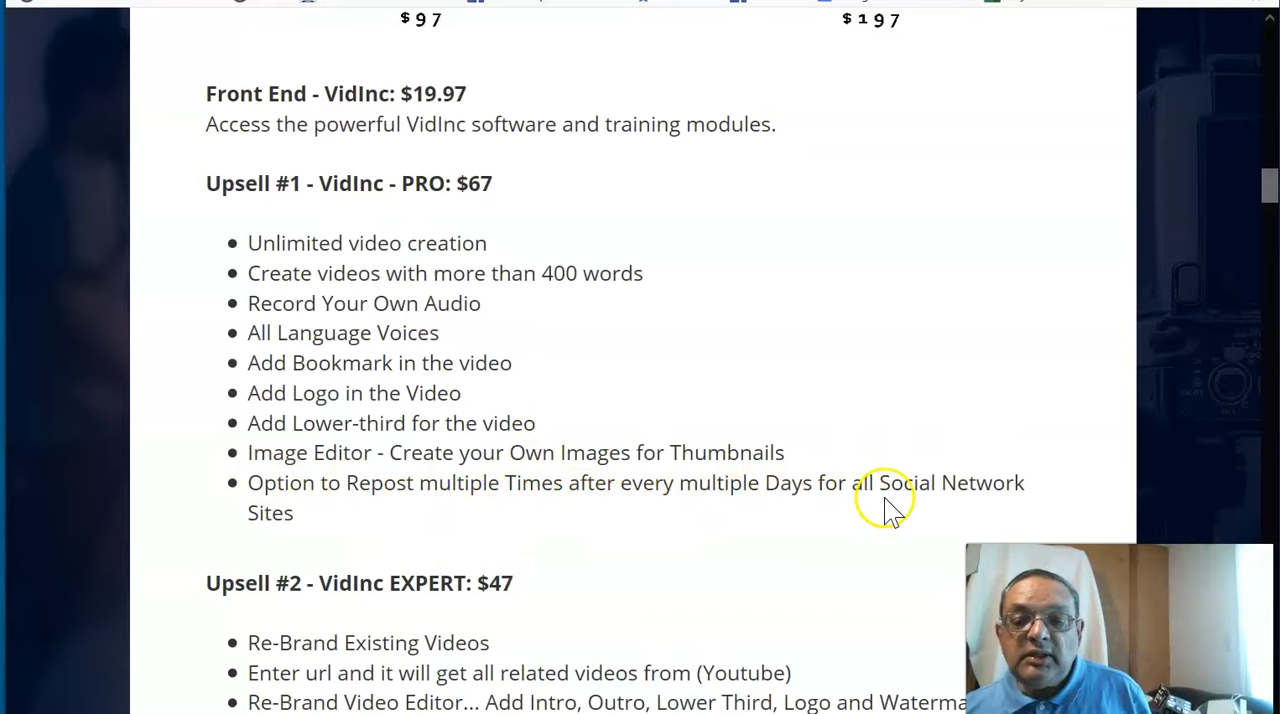 $97
$197
Front End - VidInc: $19.97
Access the powerful VidInc software and training modules.
Upsell #1 - VidInc - PRO: $67
Unlimited video creation
Create videos with more than 400 words
Record Your Own Audio
All Language Voices
Add Bookmark in the video
Add Logo in the Video
Add Lower-third for the video
Image Editor - Create your Own Images for Thumbnails
Option to Repost multiple Times after every multiple Days for all Social Network
Sites
Upsell #2 - VidInc EXPERT: $47
Re-Brand Existing Videos
Enter url and it will get all related videos from (Youtube)
Re-Brand Video Editor... Add Intro, Outro, Lower Third, Logo and Waterma